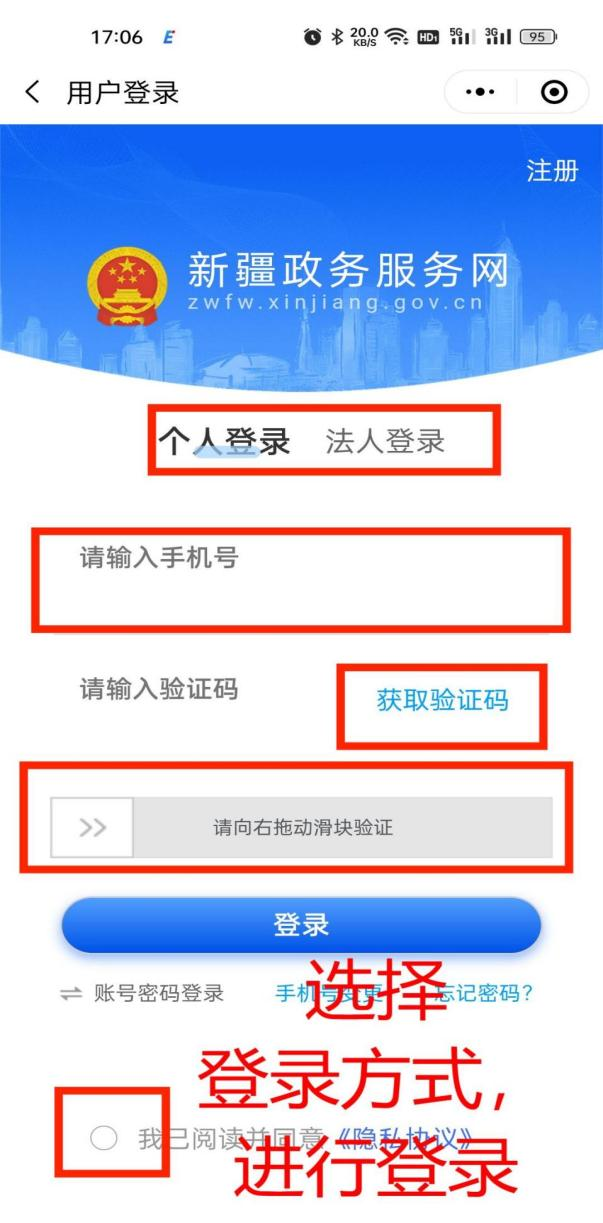 17:06 20.0 KB/S HD1 5G 3G 95
用户登录
注册
新疆政务服务网
zwfw.xinjiang.gov.cn
个人登录 法人登录
请输入手机号
请输入验证码 获取验证码
>> 请向右拖动滑块验证
登录
账号密码登录 手机号变更 忘记密码?
选择
登录方式,
我已阅读并同意《隐私协议》
进行登录